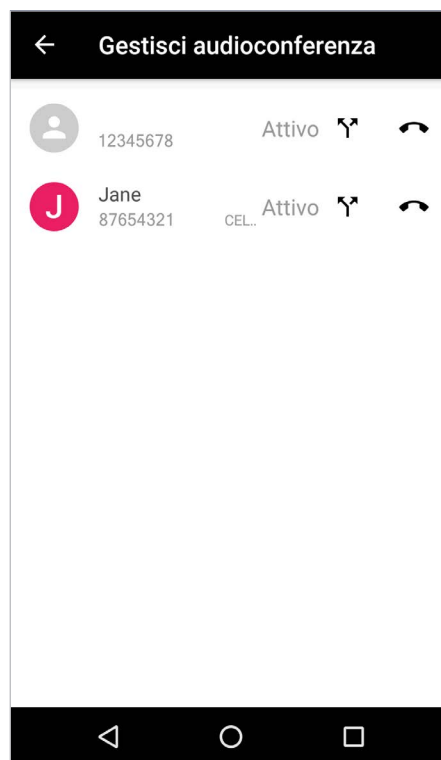 Gestisci audioconferenza
12345678 Attivo
J Jane
87654321 CEL.. Attivo